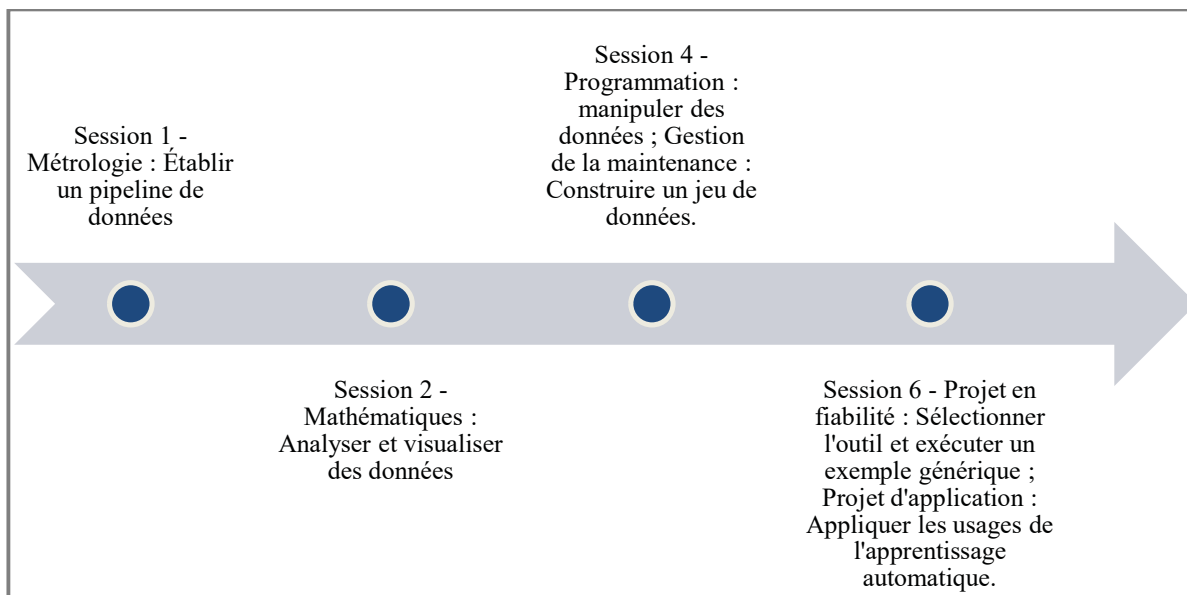 Session 1 -
Métrologie : Établir
un pipeline de
données
Session 2 -
Mathématiques :
Analyser et visualiser
des données
Session 4 -
Programmation :
manipuler des
données ; Gestion
de la maintenance :
Construire un jeu de
données.
Session 6 - Projet en
fiabilité : Sélectionner
l'outil et exécuter un
exemple générique ;
Projet d'application :
Appliquer les usages de
l'apprentissage
automatique.